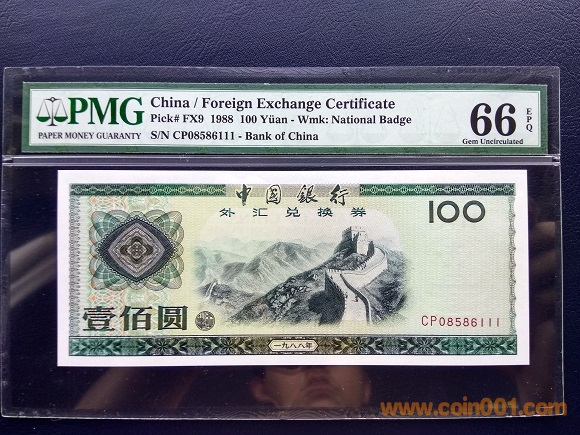 PMG
PAPER MONEY GUARANTY
China / Foreign Exchange Certificate
Pick# FX9 1988 100 Yüan - Wmk: National Badge
S/N CP08586111 - Bank of China
66 EPQ
Gem Uncirculated
中國銀行
外汇兑换券
100
壹佰圆
CP08586111
一九八八年
www.coin001.com